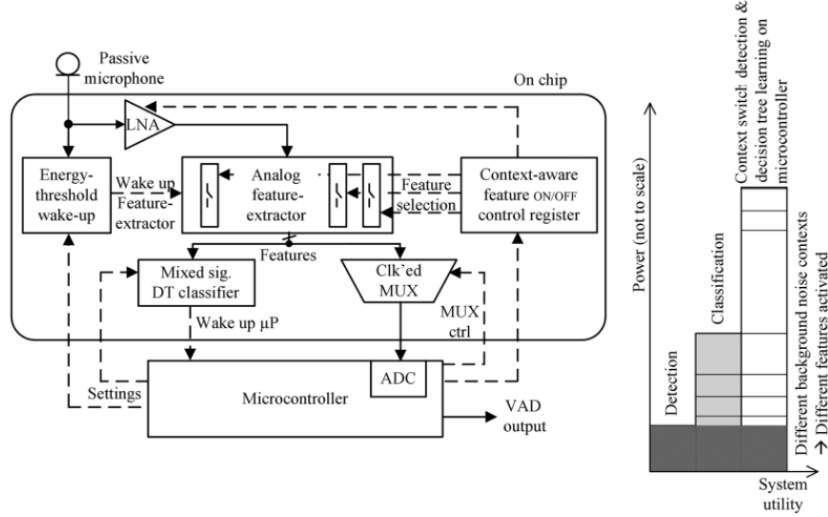 Passive
microphone
On chip
LNA
Energy-
threshold
wake-up
Wake up
Feature-
extractor
Analog
feature-
extractor
Feature
selection
Context-aware
feature ON/OFF
control register
Features
Mixed sig.
DT classifier
Clk'ed
MUX
Wake up µP
MUX
ctrl
Settings
Microcontroller
ADC
VAD
output
Power (not to scale)
Detection
Classification
Context switch detection &
decision tree learning on
microcontroller
Different background noise contexts
→ Different features activated
System
utility